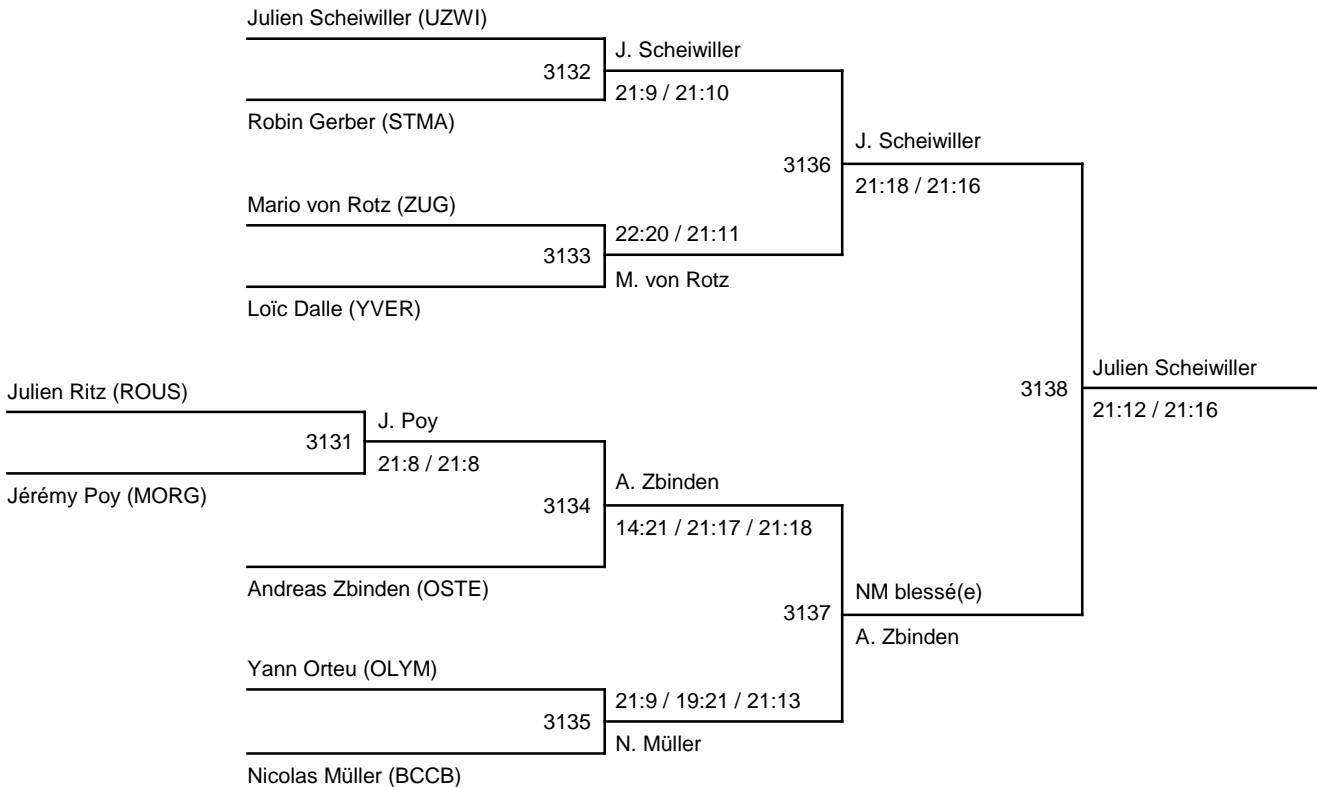 Julien Scheiwiller (UZWI)
J. Scheiwiller
3132
21:9 / 21:10
Robin Gerber (STMA)
J. Scheiwiller
3136
21:18 / 21:16
Mario von Rotz (ZUG)
22:20 / 21:11
3133
M. von Rotz
Loïc Dalle (YVER)
Julien Scheiwiller
3138
21:12 / 21:16
Julien Ritz (ROUS)
J. Poy
3131
21:8 / 21:8
Jérémy Poy (MORG)
A. Zbinden
3134
14:21 / 21:17 / 21:18
Andreas Zbinden (OSTE)
NM blessé(e)
3137
A. Zbinden
Yann Orteu (OLYM)
21:9 / 19:21 / 21:13
3135
N. Müller
Nicolas Müller (BCCB)